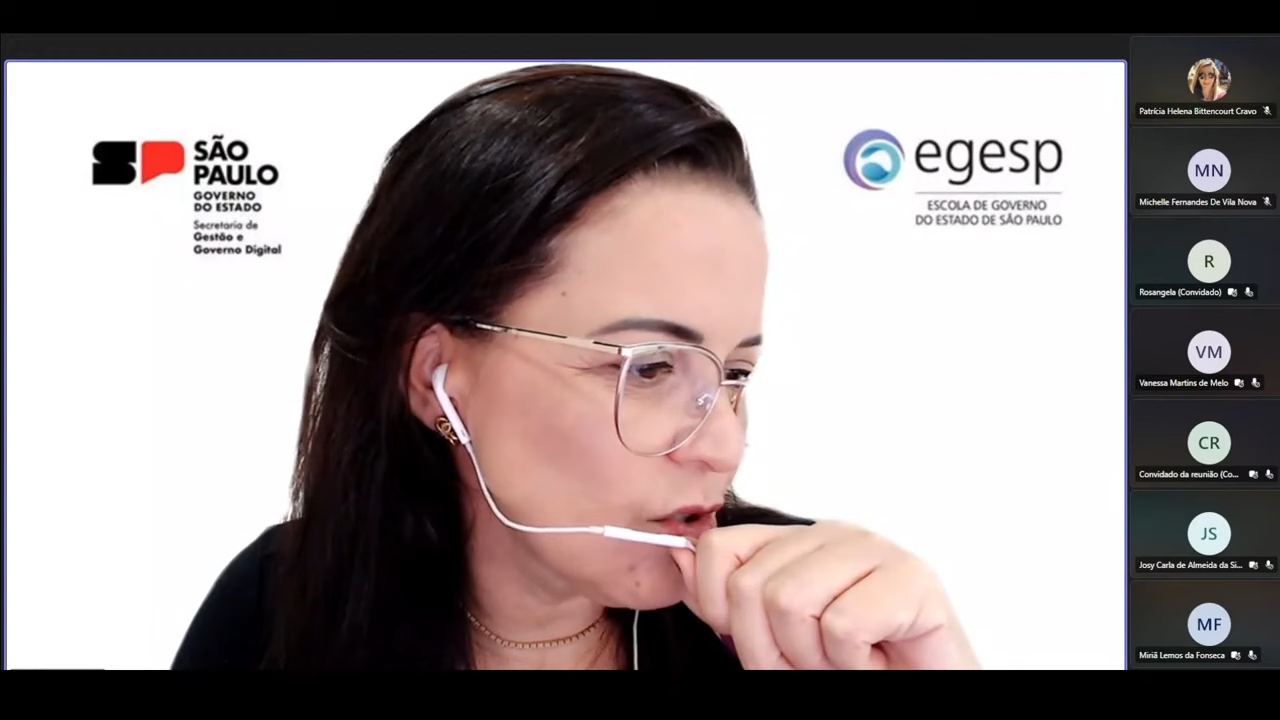 SP
SÃO
PAULO
GOVERNO
DO ESTADO
Secretaria de
Gestão e
Governo Digital
egesp
ESCOLA DE GOVERNO
DO ESTADO DE SÃO PAULO
Patrícia Helena Bittencourt Cravo
MN
Michelle Fernandes De Vila Nova
R
Rosangela (Convidado)
VM
Vanessa Martins de Melo
CR
Convidado da reunião (Co...
JS
Josy Carla de Almeida da Si...
MF
Miriã Lemos da Fonseca